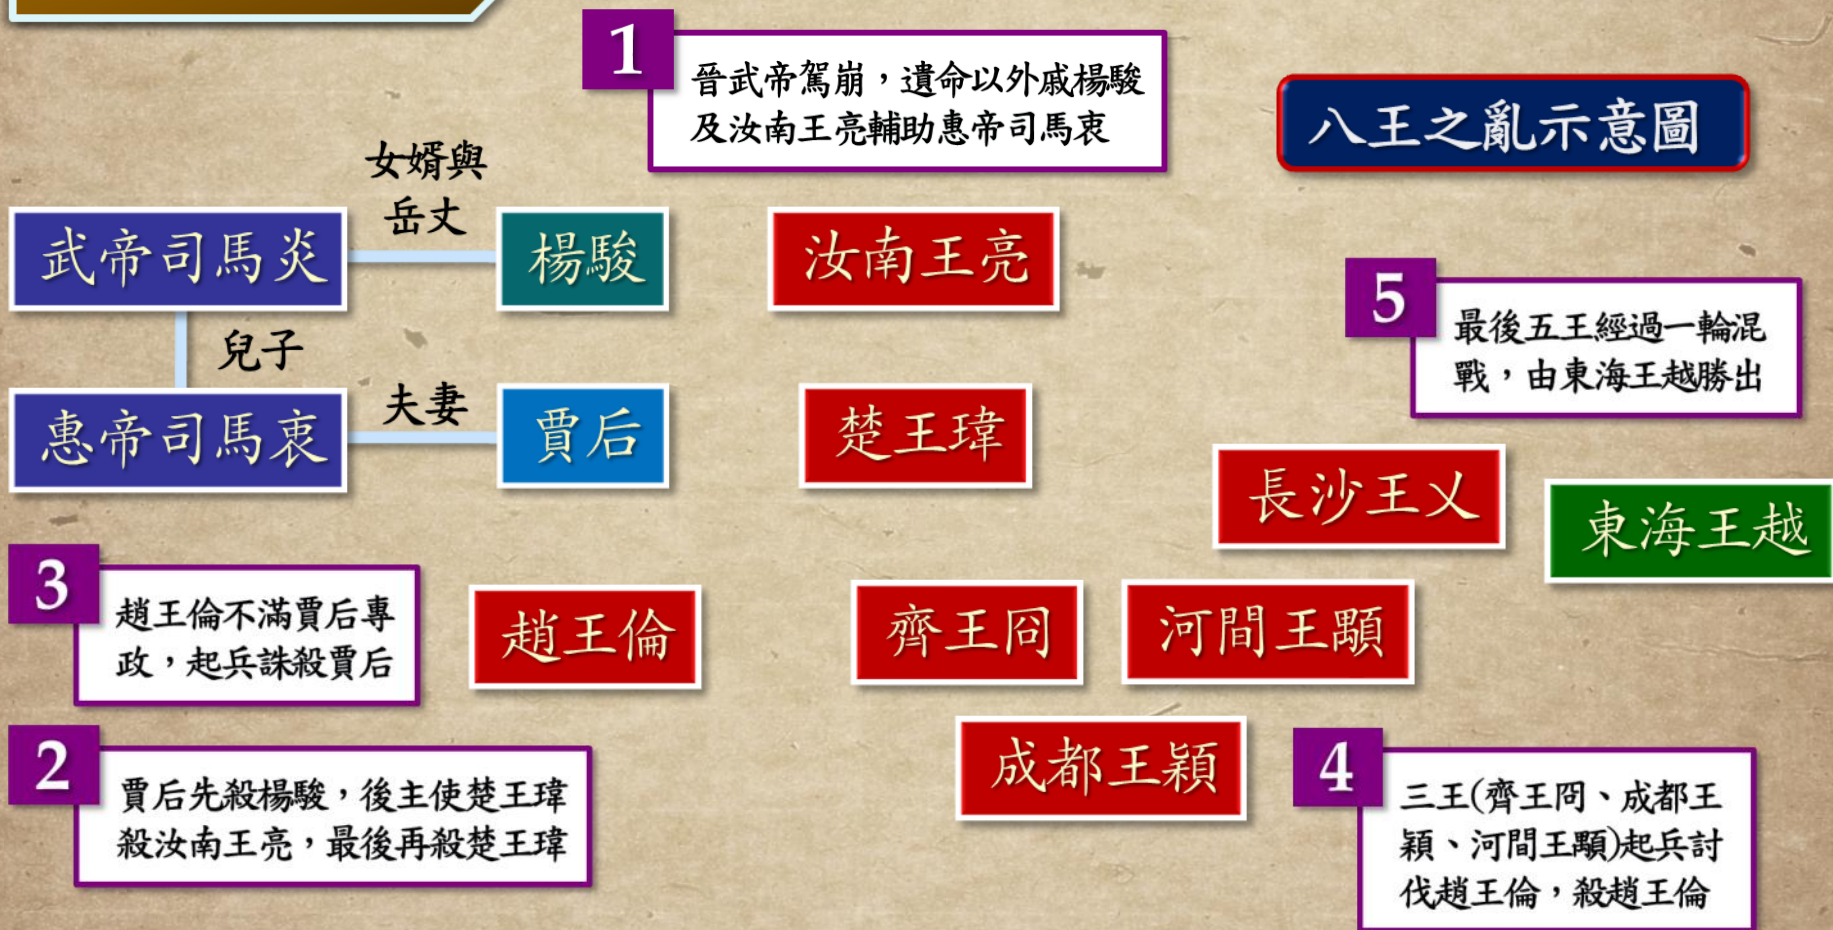 八王之亂示意圖
1
晉武帝駕崩，遺命以外戚楊駿
及汝南王亮輔助惠帝司馬衷
女婿與
岳丈
武帝司馬炎
楊駿
汝南王亮
兒子
夫妻
惠帝司馬衷
賈后
楚王瑋
5
最後五王經過一輪混
戰，由東海王越勝出
長沙王乂
東海王越
3
趙王倫不滿賈后專
政，起兵誅殺賈后
趙王倫
齊王冏
河間王顒
成都王穎
2
賈后先殺楊駿，後主使楚王瑋
殺汝南王亮，最後再殺楚王瑋
4
三王(齊王冏、成都王
穎、河間王顒)起兵討
伐趙王倫，殺趙王倫